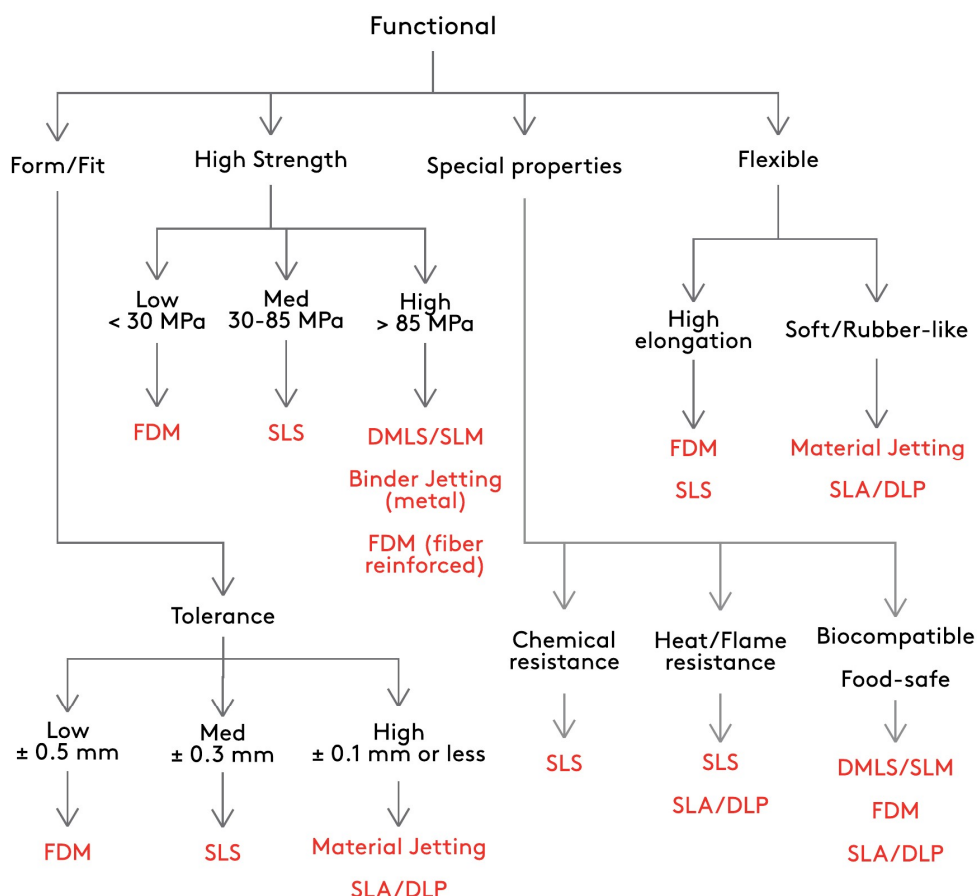 Functional
Form/Fit
High Strength
Special properties
Flexible
Low
< 30 MPa
Med
30-85 MPa
High
> 85 MPa
High
elongation
Soft/Rubber-like
FDM
SLS
DMLS/SLM
Binder Jetting
(metal)
FDM (fiber
reinforced)
FDM
SLS
Material Jetting
SLA/DLP
Tolerance
Low
± 0.5 mm
Med
± 0.3 mm
High
± 0.1 mm or less
FDM
SLS
Material Jetting
SLA/DLP
Chemical
resistance
Heat/Flame
resistance
Biocompatible
Food-safe
SLS
SLS
SLA/DLP
DMLS/SLM
FDM
SLA/DLP